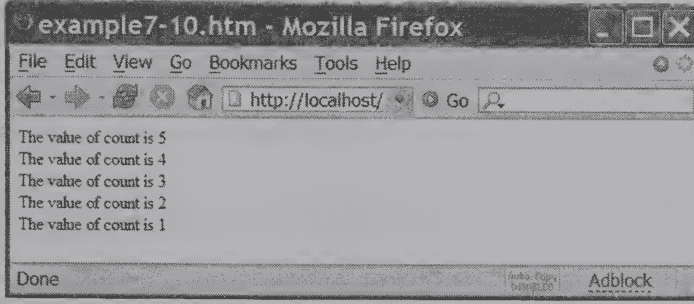 example7-10.htm - Mozilla Firefox
File Edit View Go Bookmarks Tools Help
http://localhost/ Go
The value of count is 5
The value of count is 4
The value of count is 3
The value of count is 2
The value of count is 1
Done Adblock